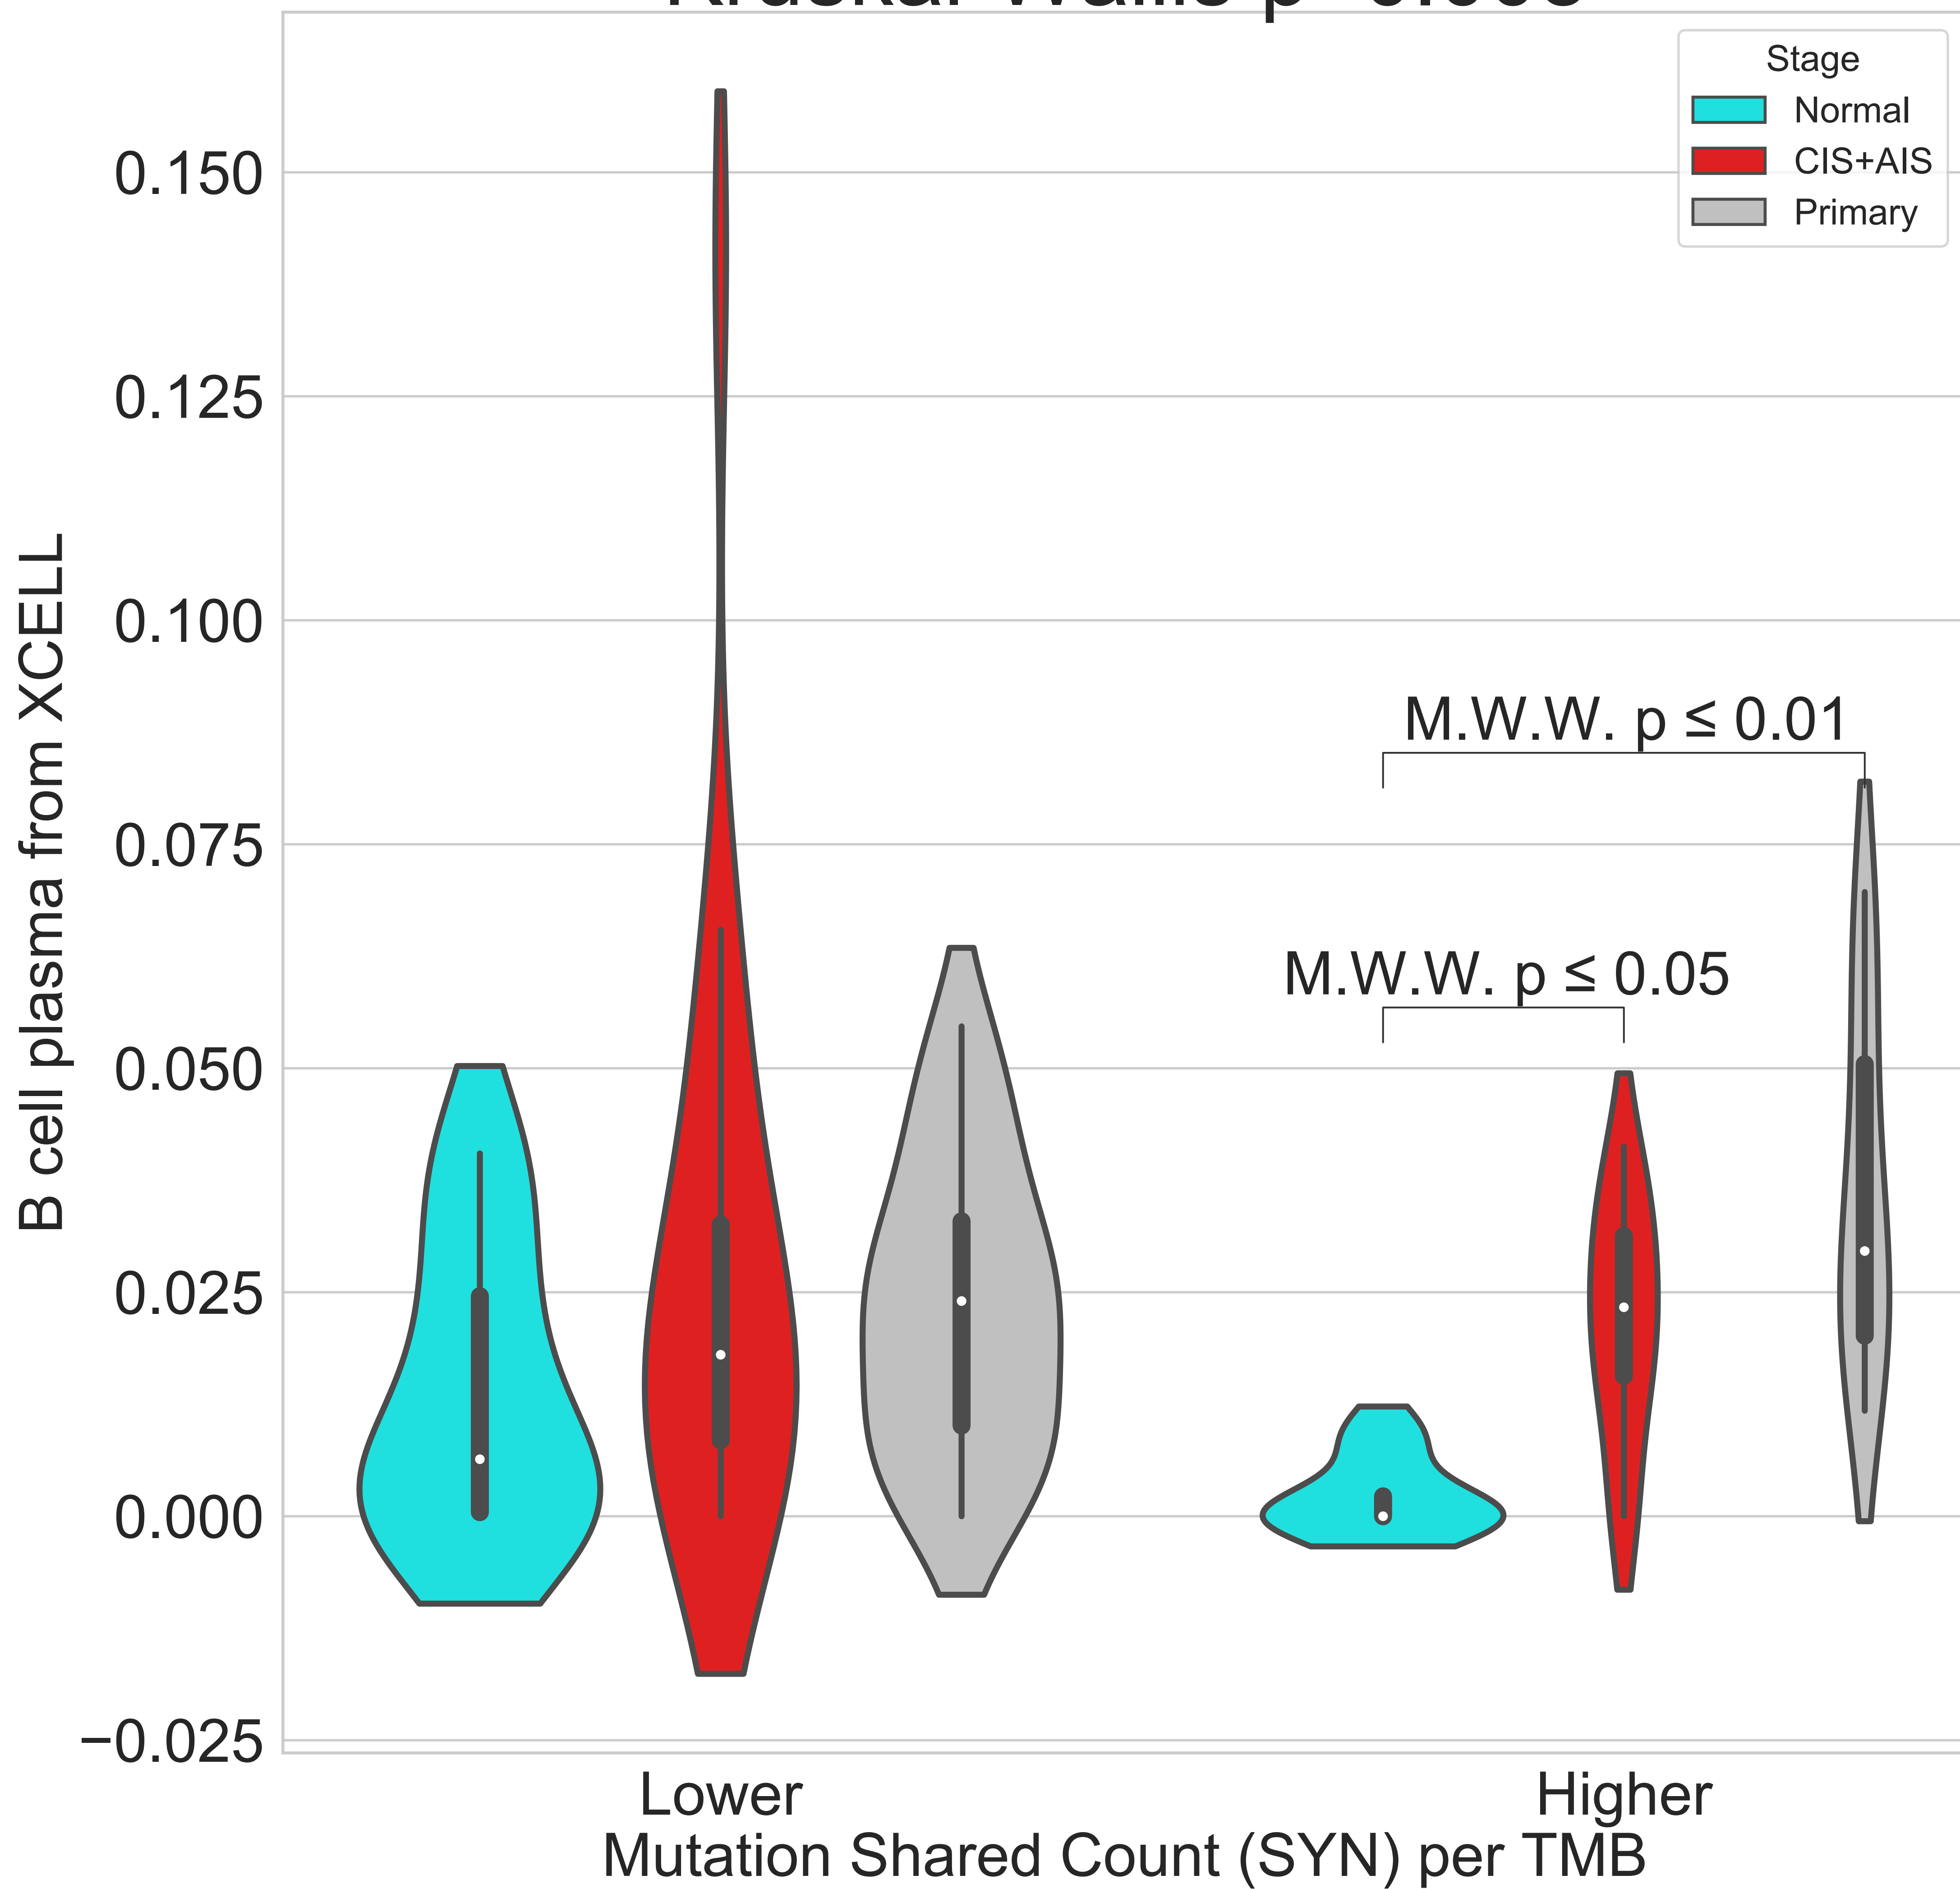 Stage
Normal
CIS+AIS
Primary
0.150
0.125
0.100
0.075
0.050
0.025
0.000
−0.025
B cell plasma from XCELL
M.W.W. p ≤ 0.01
M.W.W. p ≤ 0.05
Lower
Higher
Mutation Shared Count (SYN) per TMB